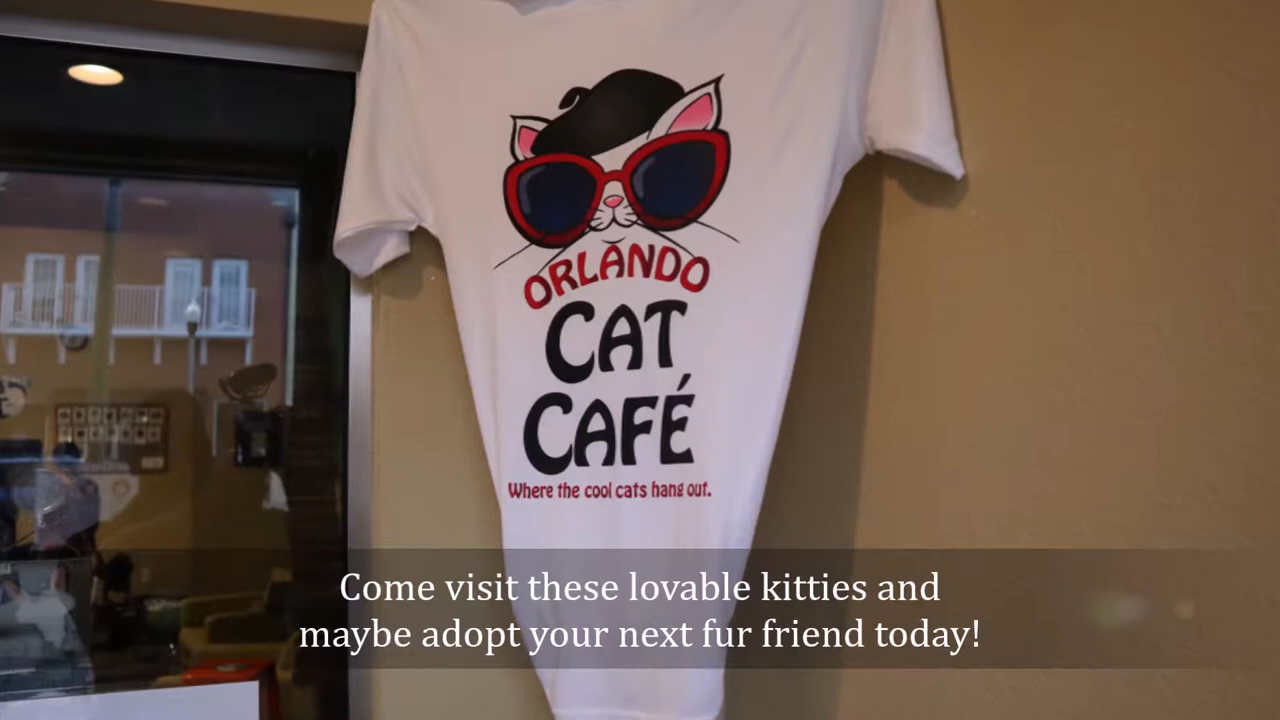 ORLANDO
CAT
CAFÉ
Where the cool cats hang out.
Come visit these lovable kitties and
maybe adopt your next fur friend today!